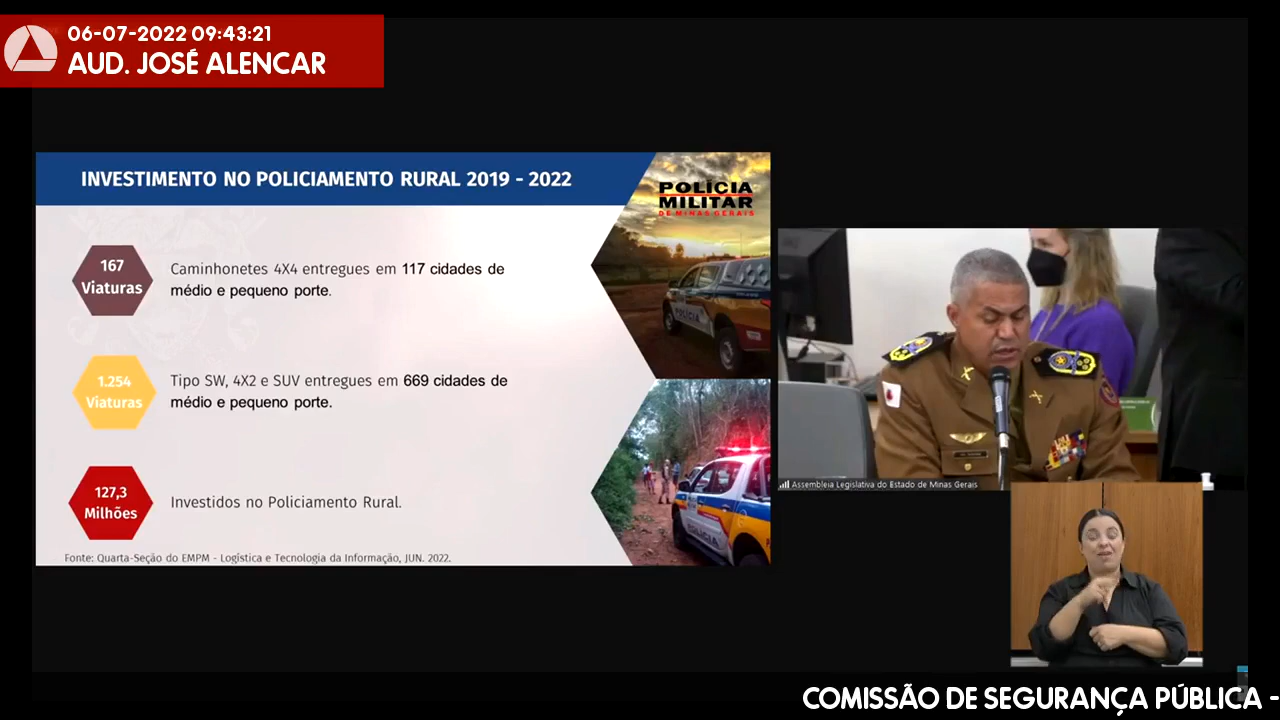 06-07-2022 09:43:21
AUD. JOSÉ ALENCAR
INVESTIMENTO NO POLICIAMENTO RURAL 2019 - 2022
POLÍCIA
MILITAR
DE MINAS GERAIS
167
Viaturas
Caminhonetes 4X4 entregues em 117 cidades de
médio e pequeno porte.
1.254
Viaturas
Tipo SW, 4X2 e SUV entregues em 669 cidades de
médio e pequeno porte.
127,3
Milhões
Investidos no Policiamento Rural.
Fonte: Quarta-Seção do EMPM - Logística e Tecnologia da Informação, JUN. 2022.
POLÍCIA
POLÍCIA
Assembleia Legislativa do Estado de Minas Gerais
COMISSÃO DE SEGURANÇA PÚBLICA -